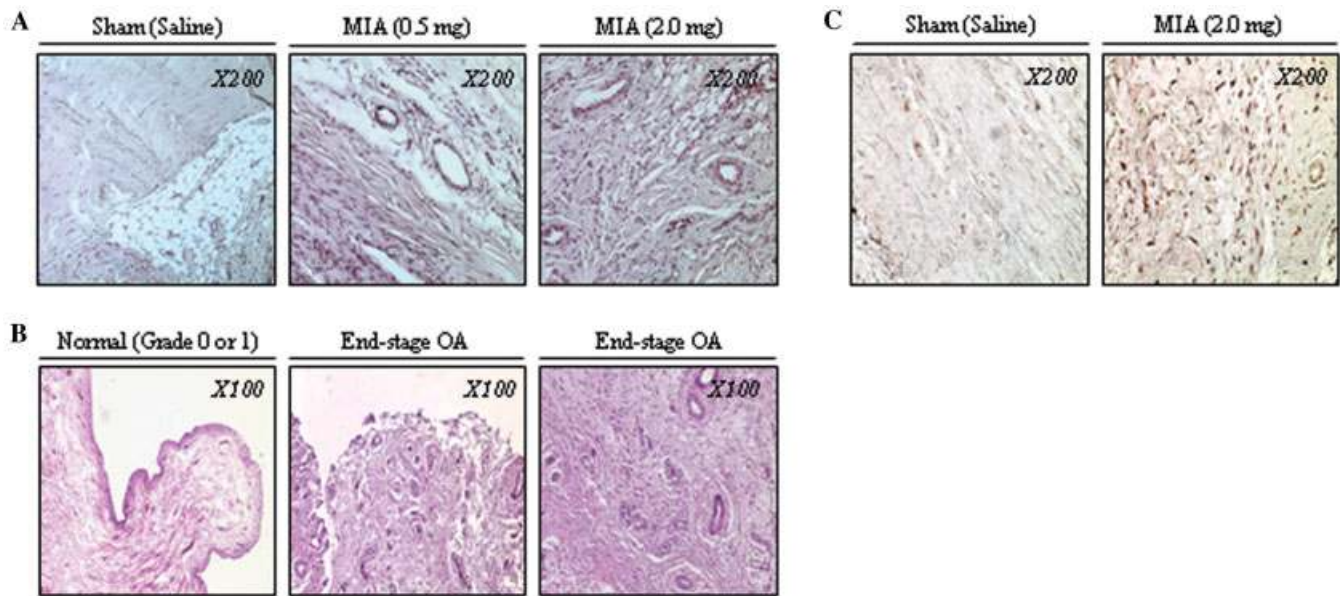 A
Sham (Saline)
MIA (0.5 mg)
MIA (2.0 mg)
X200
X200
X200
B
Normal (Grade 0 or 1)
End-stage OA
End-stage OA
X100
X100
X100
C
Sham (Saline)
MIA (2.0 mg)
X200
X200